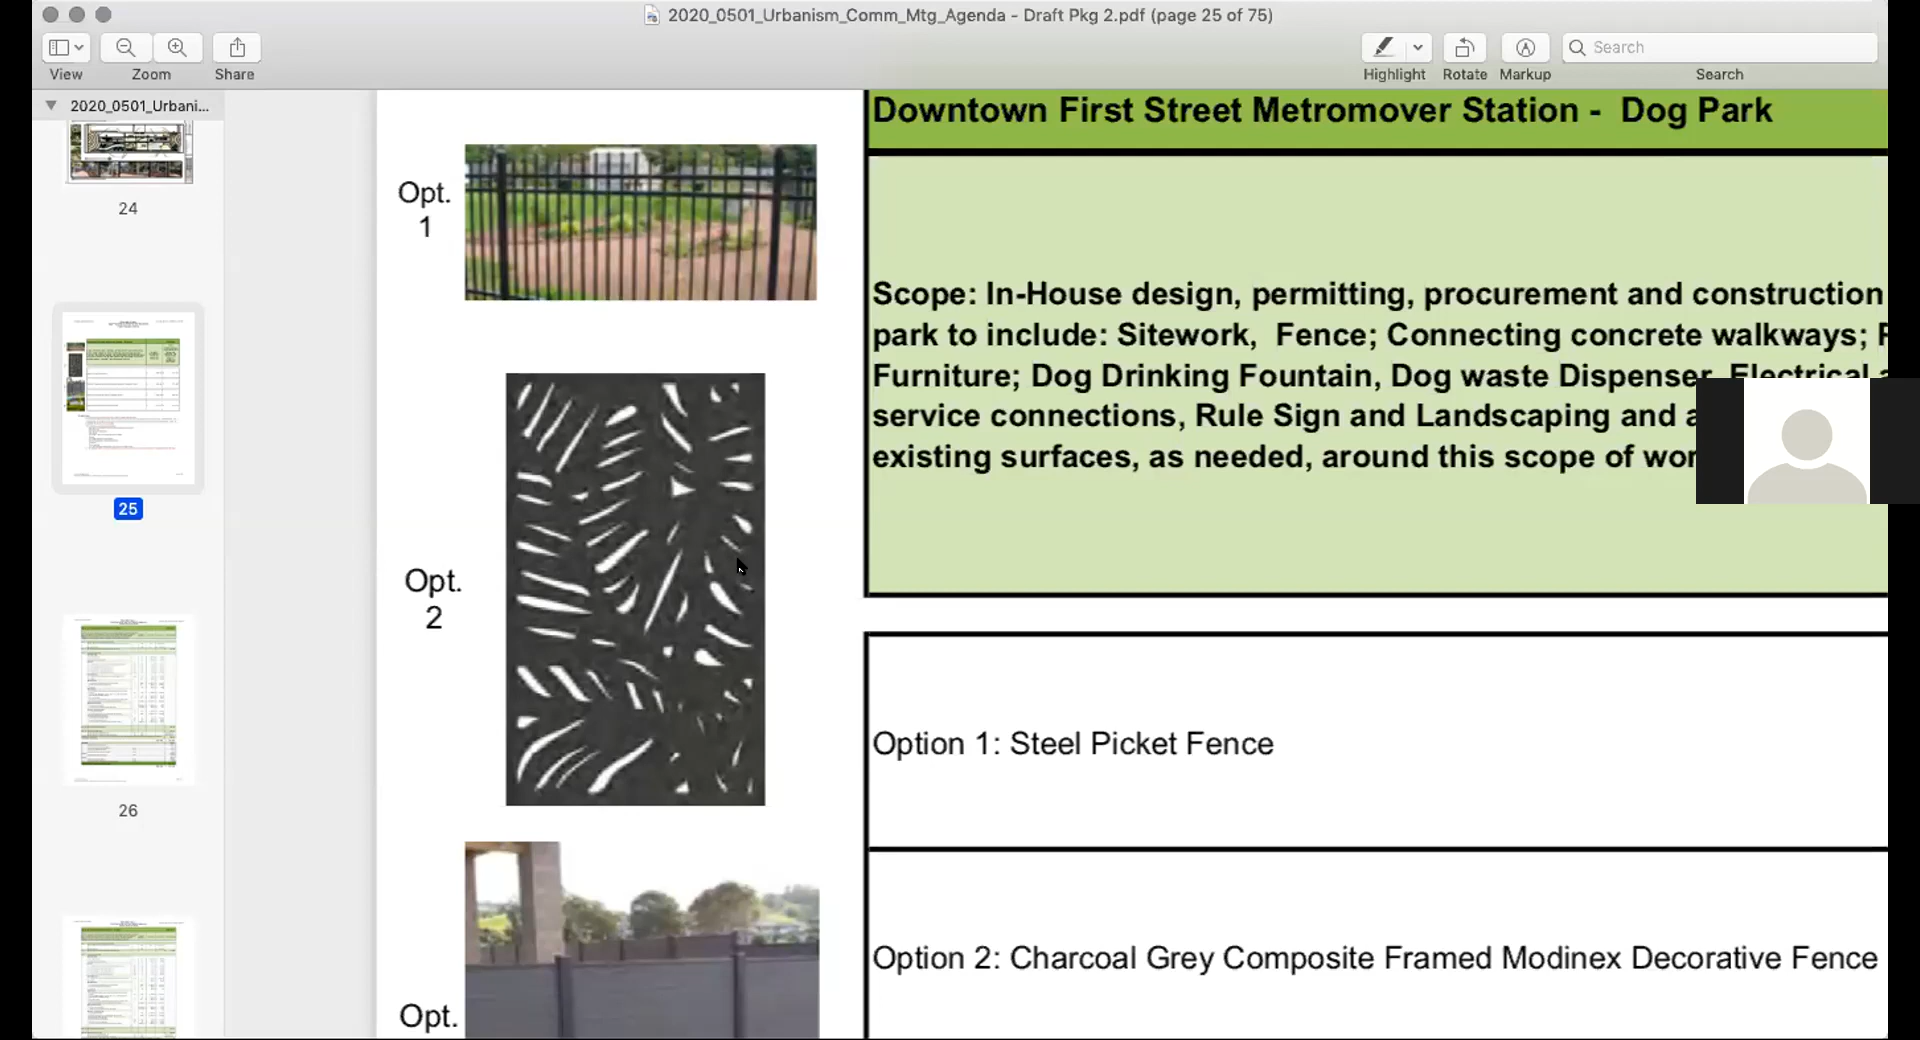 2020_0501_Urbanism_Comm_Mtg_Agenda - Draft Pkg 2.pdf (page 25 of 75)
View
Zoom
Share
Highlight
Rotate
Markup
Search
Search
2020_0501_Urbani...
24
25
26
Downtown First Street Metromover Station - Dog Park
Scope: In-House design, permitting, procurement and construction
park to include: Sitework, Fence; Connecting concrete walkways;
Furniture; Dog Drinking Fountain, Dog waste Dispenser, Electrical
service connections, Rule Sign and Landscaping and
existing surfaces, as needed, around this scope of
Opt.
1
Opt.
2
Opt.
Option 1: Steel Picket Fence
Option 2: Charcoal Grey Composite Framed Modinex Decorative Fence